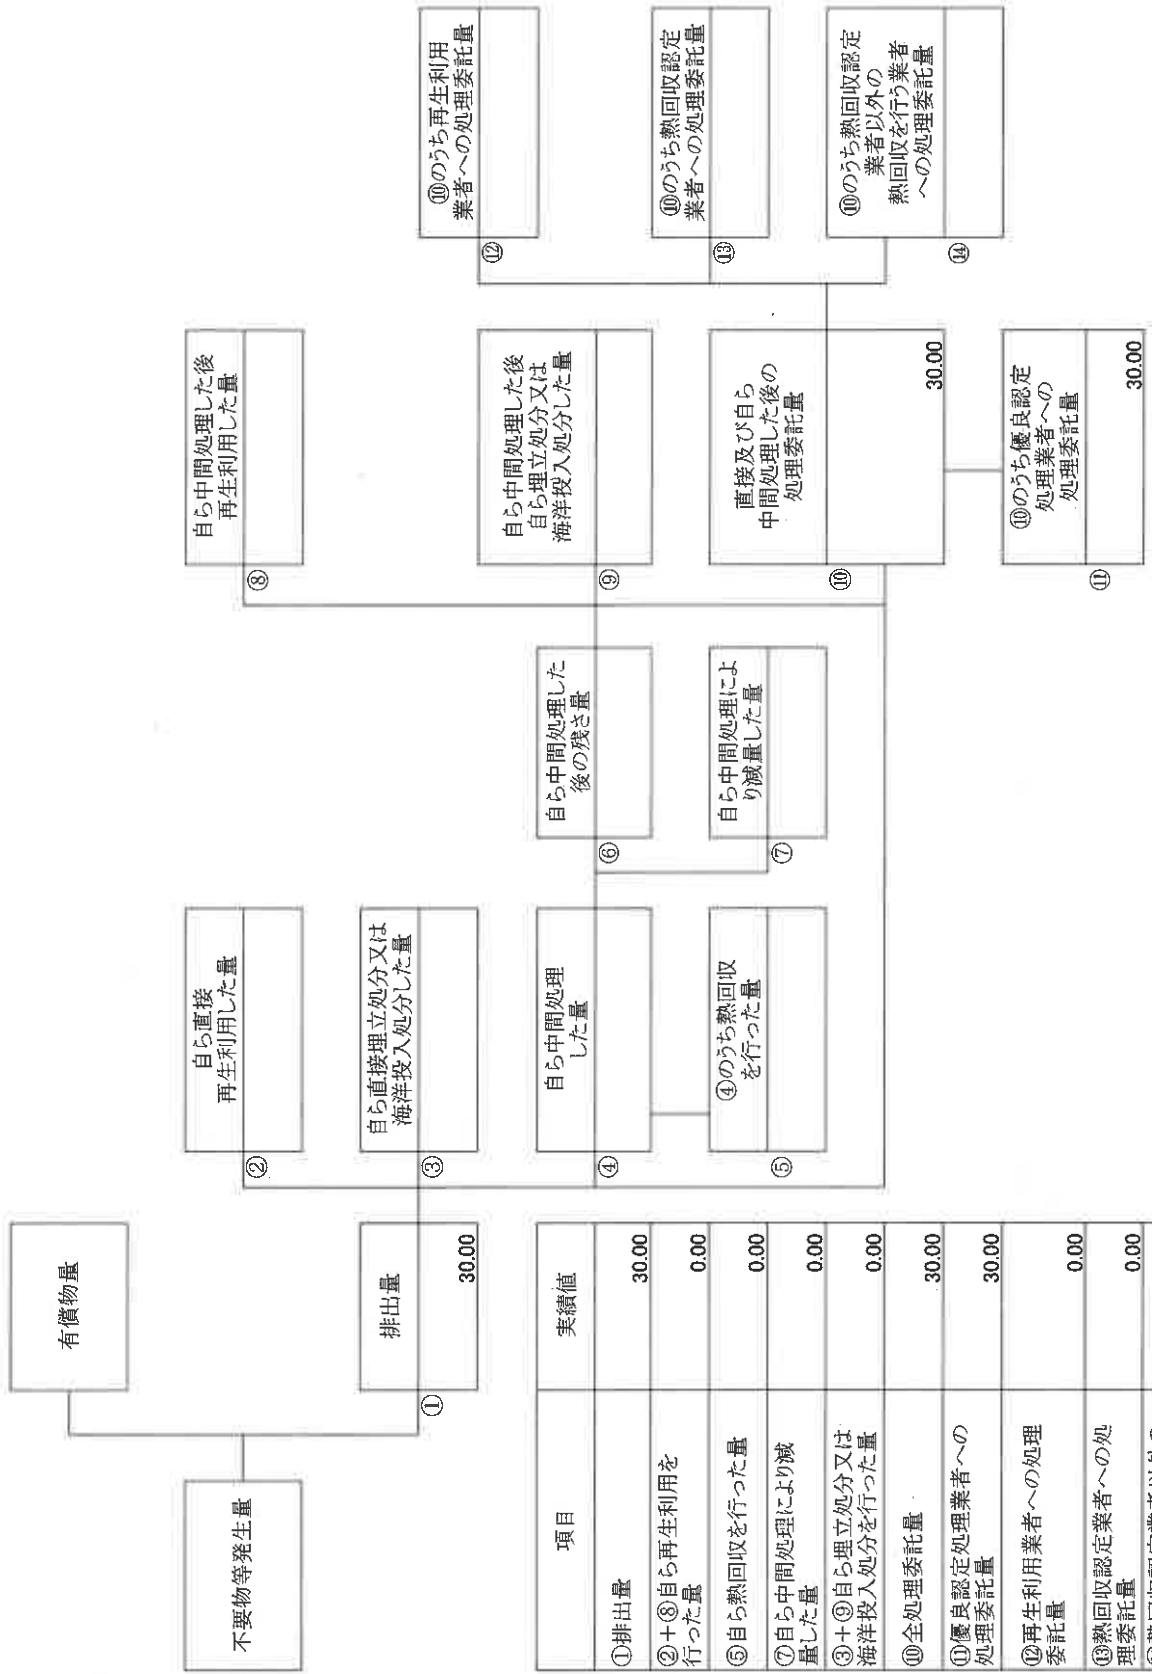 有償物量
不要物等発生量
排出量
①
30.00
自ら直接
再生利用した量
②
自ら直接埋立処分又は
海洋投入処分した量
③
自ら中間処理
した量
④
④のうち熱回収
を行った量
⑤
自ら中間処理した
後の残さ量
⑥
自ら中間処理によ
り減量した量
⑦
自ら中間処理した後
再生利用した量
⑧
自ら中間処理した後
自ら埋立処分又は
海洋投入処分した量
⑨
直接及び自ら
中間処理した後の
処理委託量
⑩
30.00
⑩のうち優良認定
処理業者への
処理委託量
⑪
30.00
⑩のうち再生利用
業者への処理委託量
⑫
⑩のうち熱回収認定
業者への処理委託量
⑬
⑩のうち熱回収認定
業者以外の
熱回収を行う業者
への処理委託量
⑭
項目 実績値
①排出量 30.00
②+⑧自ら再生利用を
行った量 0.00
⑤自ら熱回収を行った量 0.00
⑦自ら中間処理により減
量した量 0.00
③+⑨自ら埋立処分又は
海洋投入処分を行った量 0.00
⑩全処理委託量 30.00
⑪優良認定処理業者への
処理委託量 30.00
⑫再生利用業者への処理
委託量 0.00
⑬熱回収認定業者への処
理委託量 0.00